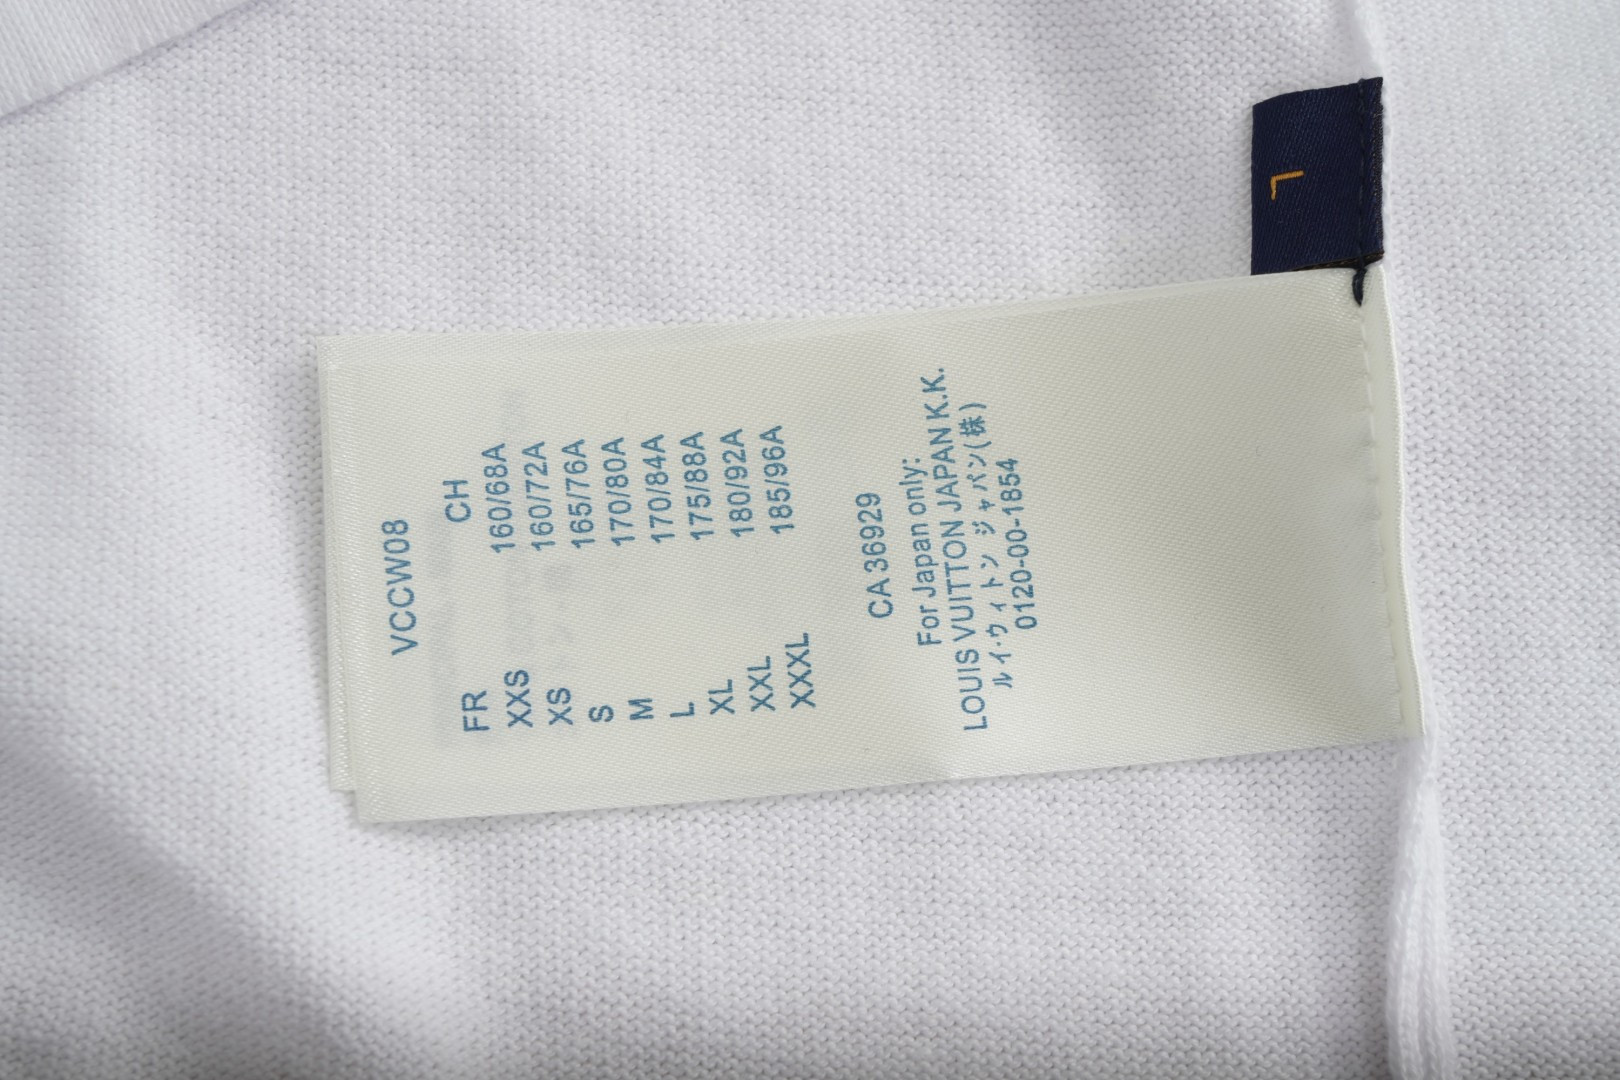 VCCW08
FR CH
XXS 160/68A
XS 160/72A
S 165/76A
M 170/80A
L 170/84A
XL 175/88A
XXL 180/92A
XXXL 185/96A
CA 36929
For Japan only:
LOUIS VUITTON JAPAN K.K.
ルイ・ウィトン ジャパン(株)
0120-00-1854
L